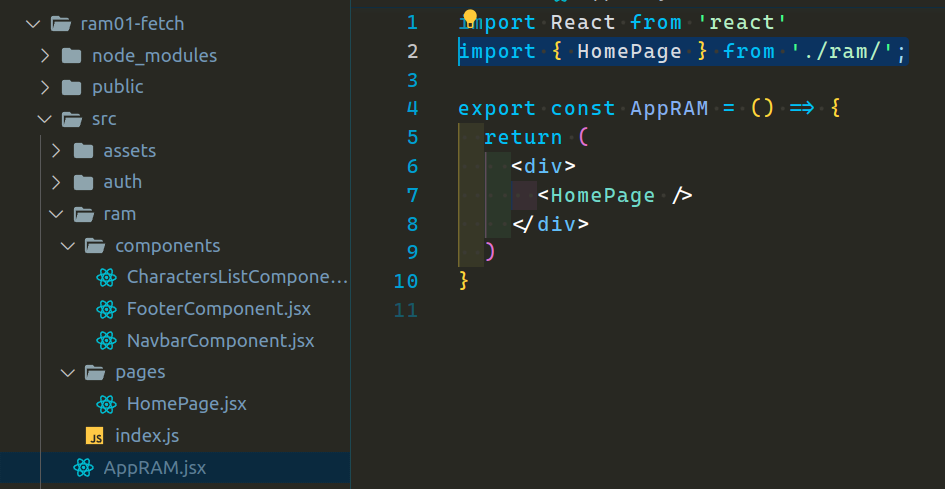 ram01-fetch
node_modules
public
src
assets
auth
ram
components
CharactersListCompone...
FooterComponent.jsx
NavbarComponent.jsx
pages
HomePage.jsx
JS index.js
AppRAM.jsx
1 import React from 'react'
2 import { HomePage } from './ram/';
3
4 export const AppRAM = () => {
5 return (
6 <div>
7 <HomePage />
8 </div>
9 )
10 }
11